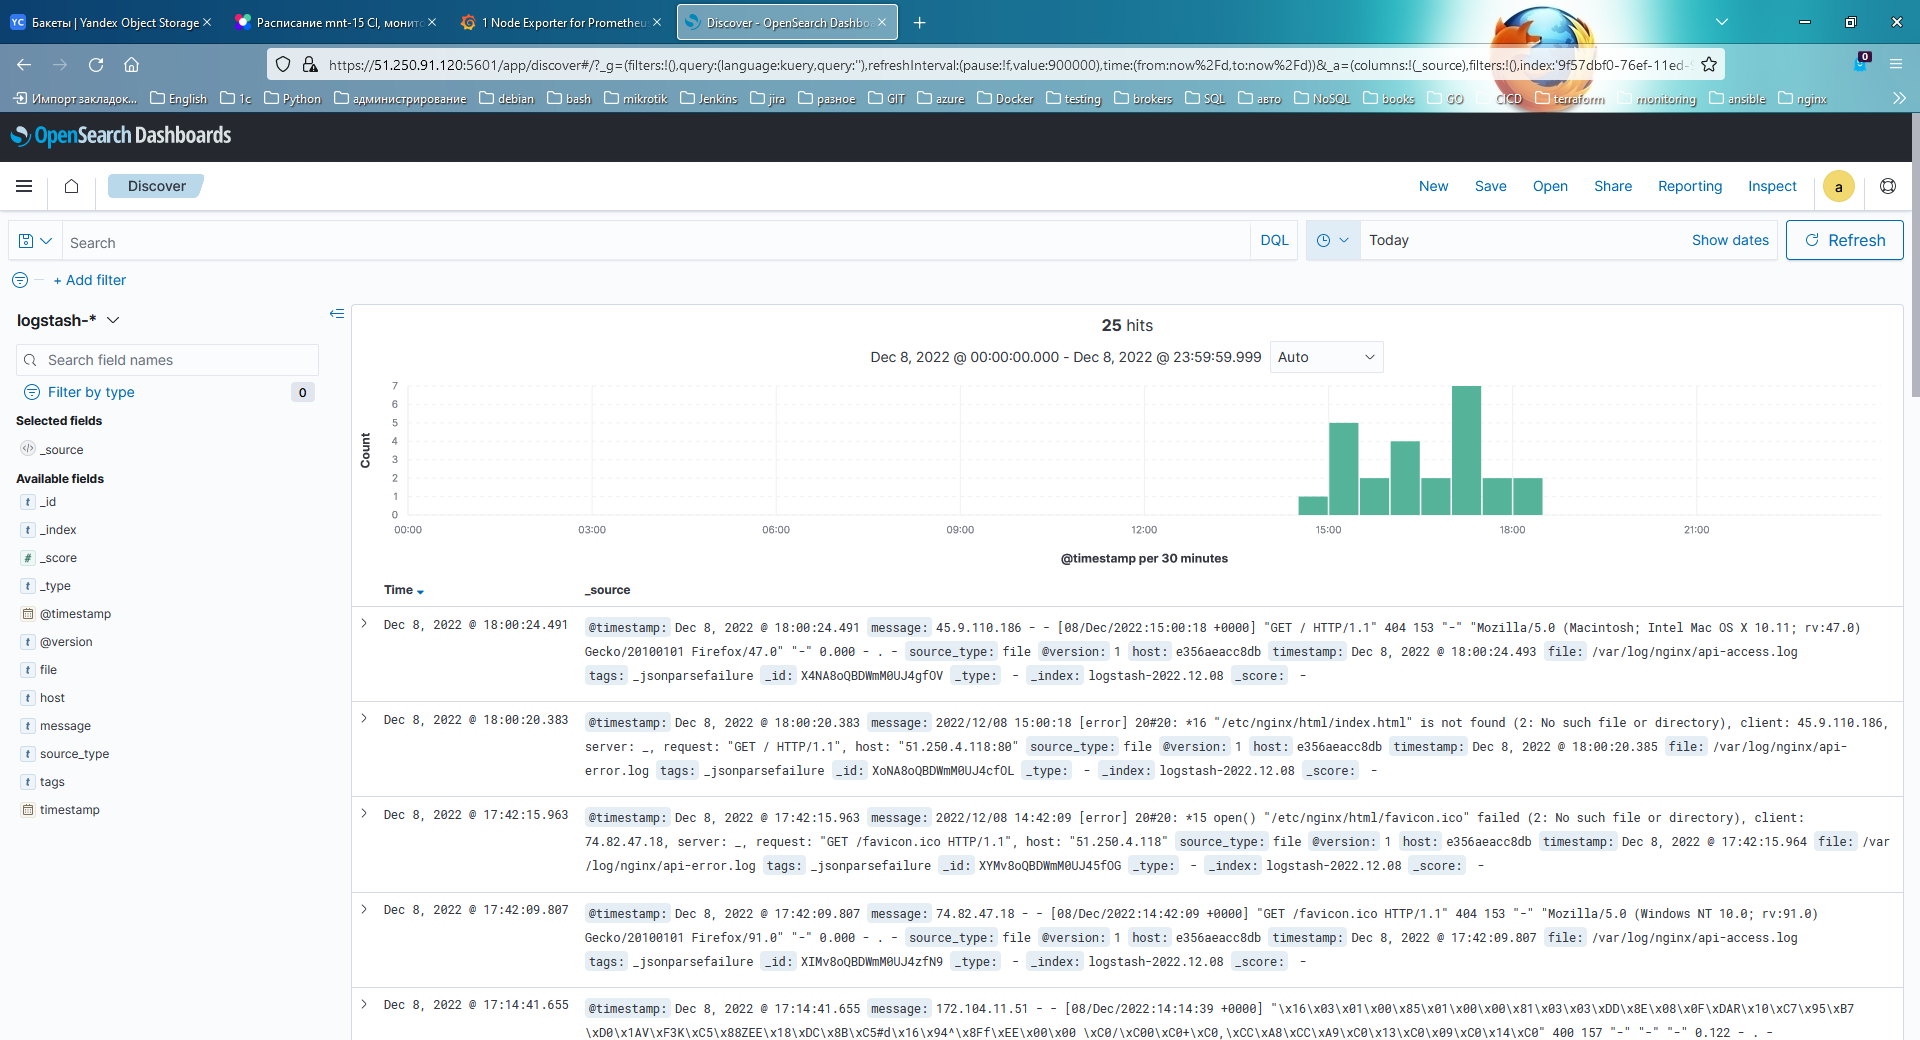 Бакеты | Yandex Object Storage
Расписание mnt-15 CI, монито
1 Node Exporter for Prometheu
Discover - OpenSearch Dashboa
https://51.250.91.120:5601/app/discover#/?_g=(filters:!(),query:(language:kuery,query:''),refreshInterval:(pause:!f,value:900000),time:(from:now%2Fd,to:now%2Fd))&_a=(columns:!(_source),filters:!(),index:'9f57dbf0-76ef-11ed-
0
Импорт закладок... English 1c Python администрирование debian bash mikrotik Jenkins jira разное GIT azure Docker testing brokers SQL авто NoSQL books GO CICD terraform monitoring ansible nginx
OpenSearch Dashboards
Discover New Save Open Share Reporting Inspect a
Search DQL Today Show dates Refresh
+ Add filter
logstash-*
Search field names
Filter by type 0
Selected fields
_source
Available fields
t _id
t _index
# _score
t _type
@timestamp
t @version
t file
t host
t message
t source_type
t tags
timestamp
25 hits
Dec 8, 2022 @ 00:00:00.000 - Dec 8, 2022 @ 23:59:59.999 Auto
Count
7
6
5
4
3
2
1
0
00:00 03:00 06:00 09:00 12:00 15:00 18:00 21:00
@timestamp per 30 minutes
Time _source
Dec 8, 2022 @ 18:00:24.491 @timestamp: Dec 8, 2022 @ 18:00:24.491 message: 45.9.110.186 - - [08/Dec/2022:15:00:18 +0000] "GET / HTTP/1.1" 404 153 "-" "Mozilla/5.0 (Macintosh; Intel Mac OS X 10.11; rv:47.0)
Gecko/20100101 Firefox/47.0" "-" 0.000 - . - source_type: file @version: 1 host: e356aeacc8db timestamp: Dec 8, 2022 @ 18:00:24.493 file: /var/log/nginx/api-access.log
tags: _jsonparsefailure _id: X4NA8oQBDWmM0UJ4gfOV _type: - _index: logstash-2022.12.08 _score: -
Dec 8, 2022 @ 18:00:20.383 @timestamp: Dec 8, 2022 @ 18:00:20.383 message: 2022/12/08 15:00:18 [error] 20#20: *16 "/etc/nginx/html/index.html" is not found (2: No such file or directory), client: 45.9.110.186,
server: _, request: "GET / HTTP/1.1", host: "51.250.4.118:80" source_type: file @version: 1 host: e356aeacc8db timestamp: Dec 8, 2022 @ 18:00:20.385 file: /var/log/nginx/api-
error.log tags: _jsonparsefailure _id: XoNA8oQBDWmM0UJ4cfOL _type: - _index: logstash-2022.12.08 _score: -
Dec 8, 2022 @ 17:42:15.963 @timestamp: Dec 8, 2022 @ 17:42:15.963 message: 2022/12/08 14:42:09 [error] 20#20: *15 open() "/etc/nginx/html/favicon.ico" failed (2: No such file or directory), client:
74.82.47.18, server: _, request: "GET /favicon.ico HTTP/1.1", host: "51.250.4.118" source_type: file @version: 1 host: e356aeacc8db timestamp: Dec 8, 2022 @ 17:42:15.964 file: /var
/log/nginx/api-error.log tags: _jsonparsefailure _id: XYMv8oQBDWmM0UJ45fOG _type: - _index: logstash-2022.12.08 _score: -
Dec 8, 2022 @ 17:42:09.807 @timestamp: Dec 8, 2022 @ 17:42:09.807 message: 74.82.47.18 - - [08/Dec/2022:14:42:09 +0000] "GET /favicon.ico HTTP/1.1" 404 153 "-" "Mozilla/5.0 (Windows NT 10.0; rv:91.0)
Gecko/20100101 Firefox/91.0" "-" 0.000 - . - source_type: file @version: 1 host: e356aeacc8db timestamp: Dec 8, 2022 @ 17:42:09.807 file: /var/log/nginx/api-access.log
tags: _jsonparsefailure _id: XIMv8oQBDWmM0UJ4zfN9 _type: - _index: logstash-2022.12.08 _score: -
Dec 8, 2022 @ 17:14:41.655 @timestamp: Dec 8, 2022 @ 17:14:41.655 message: 172.104.11.51 - - [08/Dec/2022:14:14:39 +0000] "\x16\x03\x01\x00\x85\x01\x00\x00\x81\x03\x03\xDD\x8E\x08\x0F\xDAR\x10\xC7\x95\xB7
\xD0\x1AV\xF3K\xC5\x88ZEE\x18\xDC\x8B\xC5#d\x16\x94^\x8Ff\xEE\x00\x00 \xC0/\xC00\xC0+\xC0,\xCC\xA8\xCC\xA9\xC0\x13\xC0\x09\xC0\x14\xC0" 400 157 "-" "-" "-" 0.122 - . -